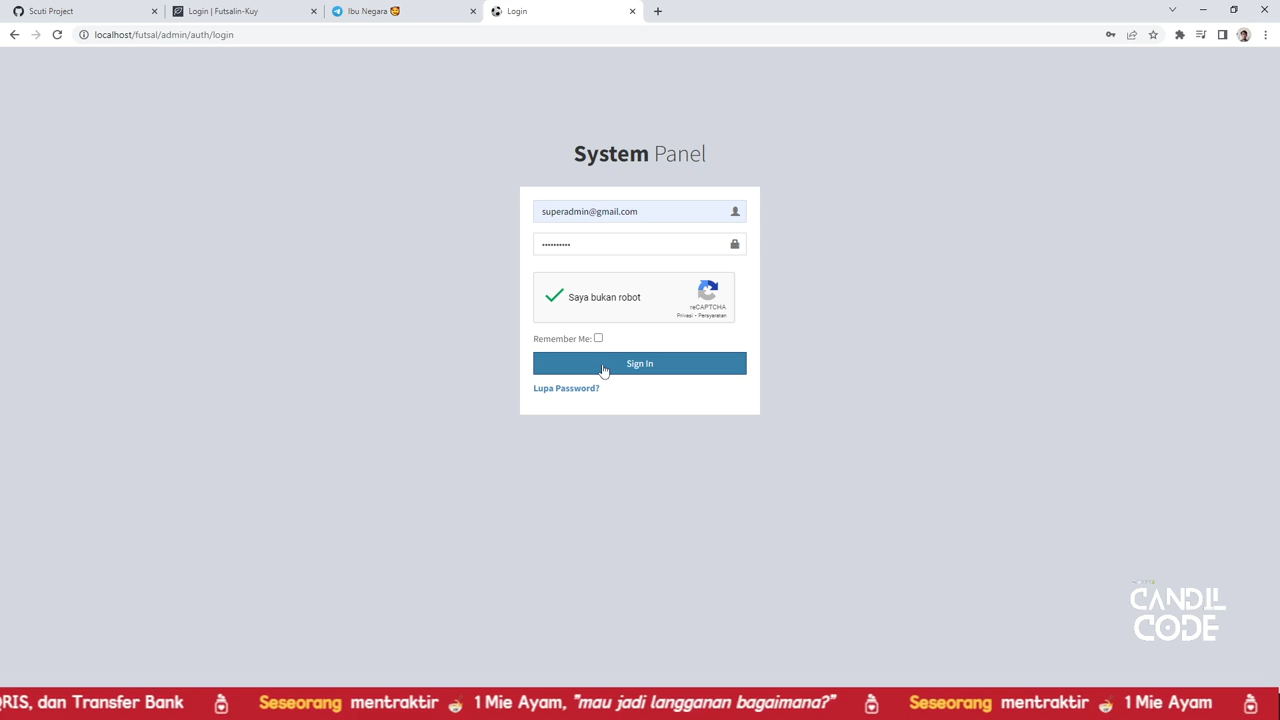 Scuti Project
Login | Futsalin-Kuy
Ibu Negara
Login
localhost/futsal/admin/auth/login
System Panel
superadmin@gmail.com
Saya bukan robot
reCAPTCHA
Privasi - Persyaratan
Remember Me:
Sign In
Lupa Password?
CANDIL
CODE
QRIS, dan Transfer Bank Seseorang mentraktir 1 Mie Ayam, "mau jadi langganan bagaimana?" Seseorang mentraktir 1 Mie Ayam